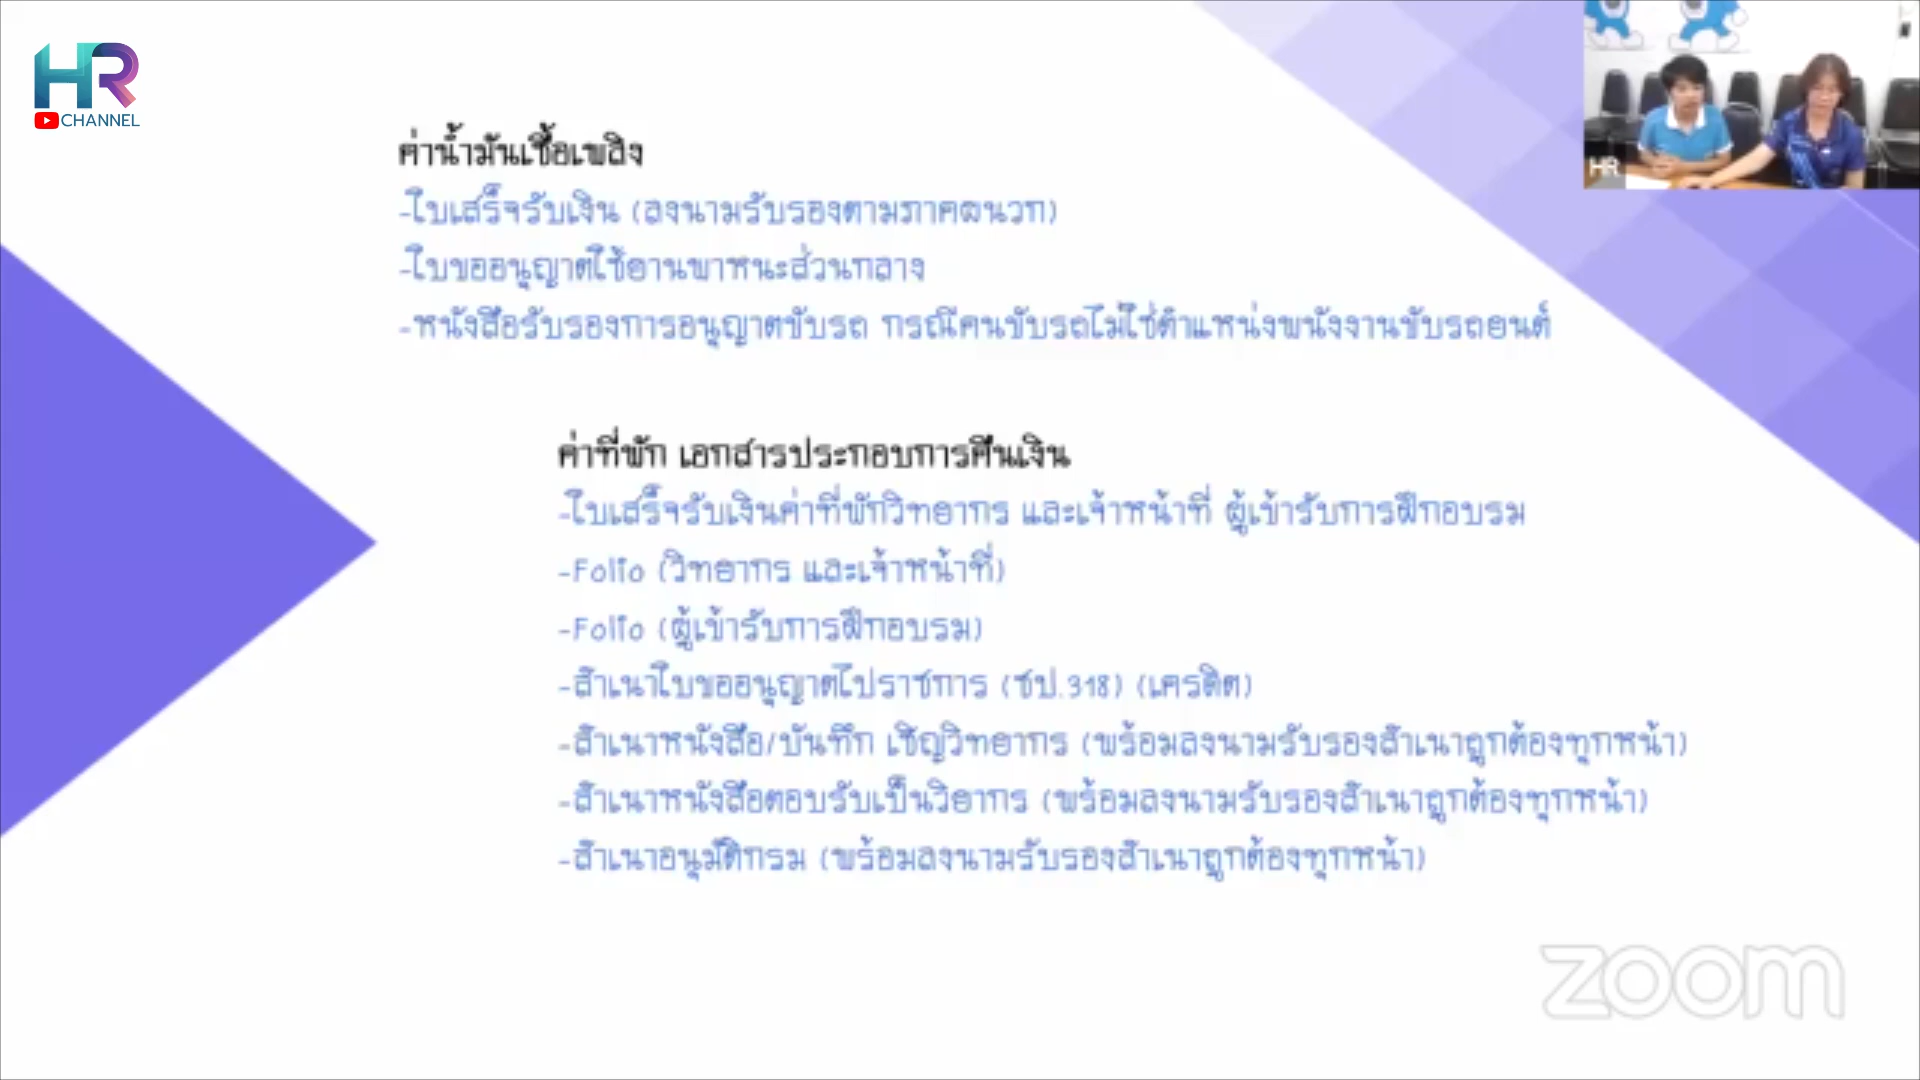 HR
CHANNEL
HR
ค่าน้ำมันเชื้อเพลิง
-ใบเสร็จรับเงิน (ลงนามรับรองตามภาคผนวก)
-ใบขออนุญาตใช้ยานพาหนะส่วนกลาง
-หนังสือรับรองการอนุญาตขับรถ กรณีคนขับรถไม่ใช่ตำแหน่งพนังงานขับรถยนต์
ค่าที่พัก เอกสารประกอบการคืนเงิน
-ใบเสร็จรับเงินค่าที่พักวิทยากร และเจ้าหน้าที่ ผู้เข้ารับการฝึกอบรม
-Folio (วิทยากร และเจ้าหน้าที่)
-Folio (ผู้เข้ารับการฝึกอบรม)
-สำเนาใบขออนุญาตไปราชการ (ชป.318) (เครดิต)
-สำเนาหนังสือ/บันทึก เชิญวิทยากร (พร้อมลงนามรับรองสำเนาถูกต้องทุกหน้า)
-สำเนาหนังสือตอบรับเป็นวิยากร (พร้อมลงนามรับรองสำเนาถูกต้องทุกหน้า)
-สำเนาอนุมัติกรม (พร้อมลงนามรับรองสำเนาถูกต้องทุกหน้า)
zoom